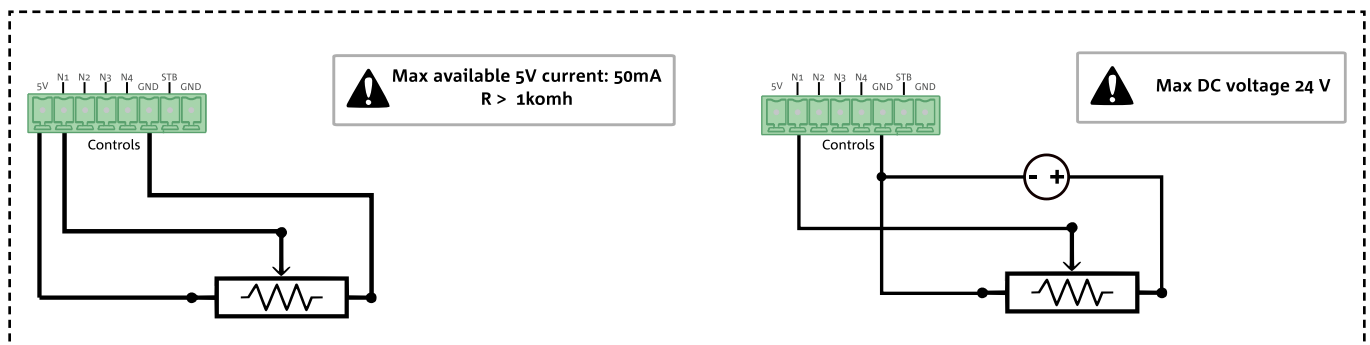 5V N1 N2 N3 N4 GND STB GND
Controls
Max available 5V current: 50mA
R > 1komh
5V N1 N2 N3 N4 GND STB GND
Controls
- +
Max DC voltage 24 V